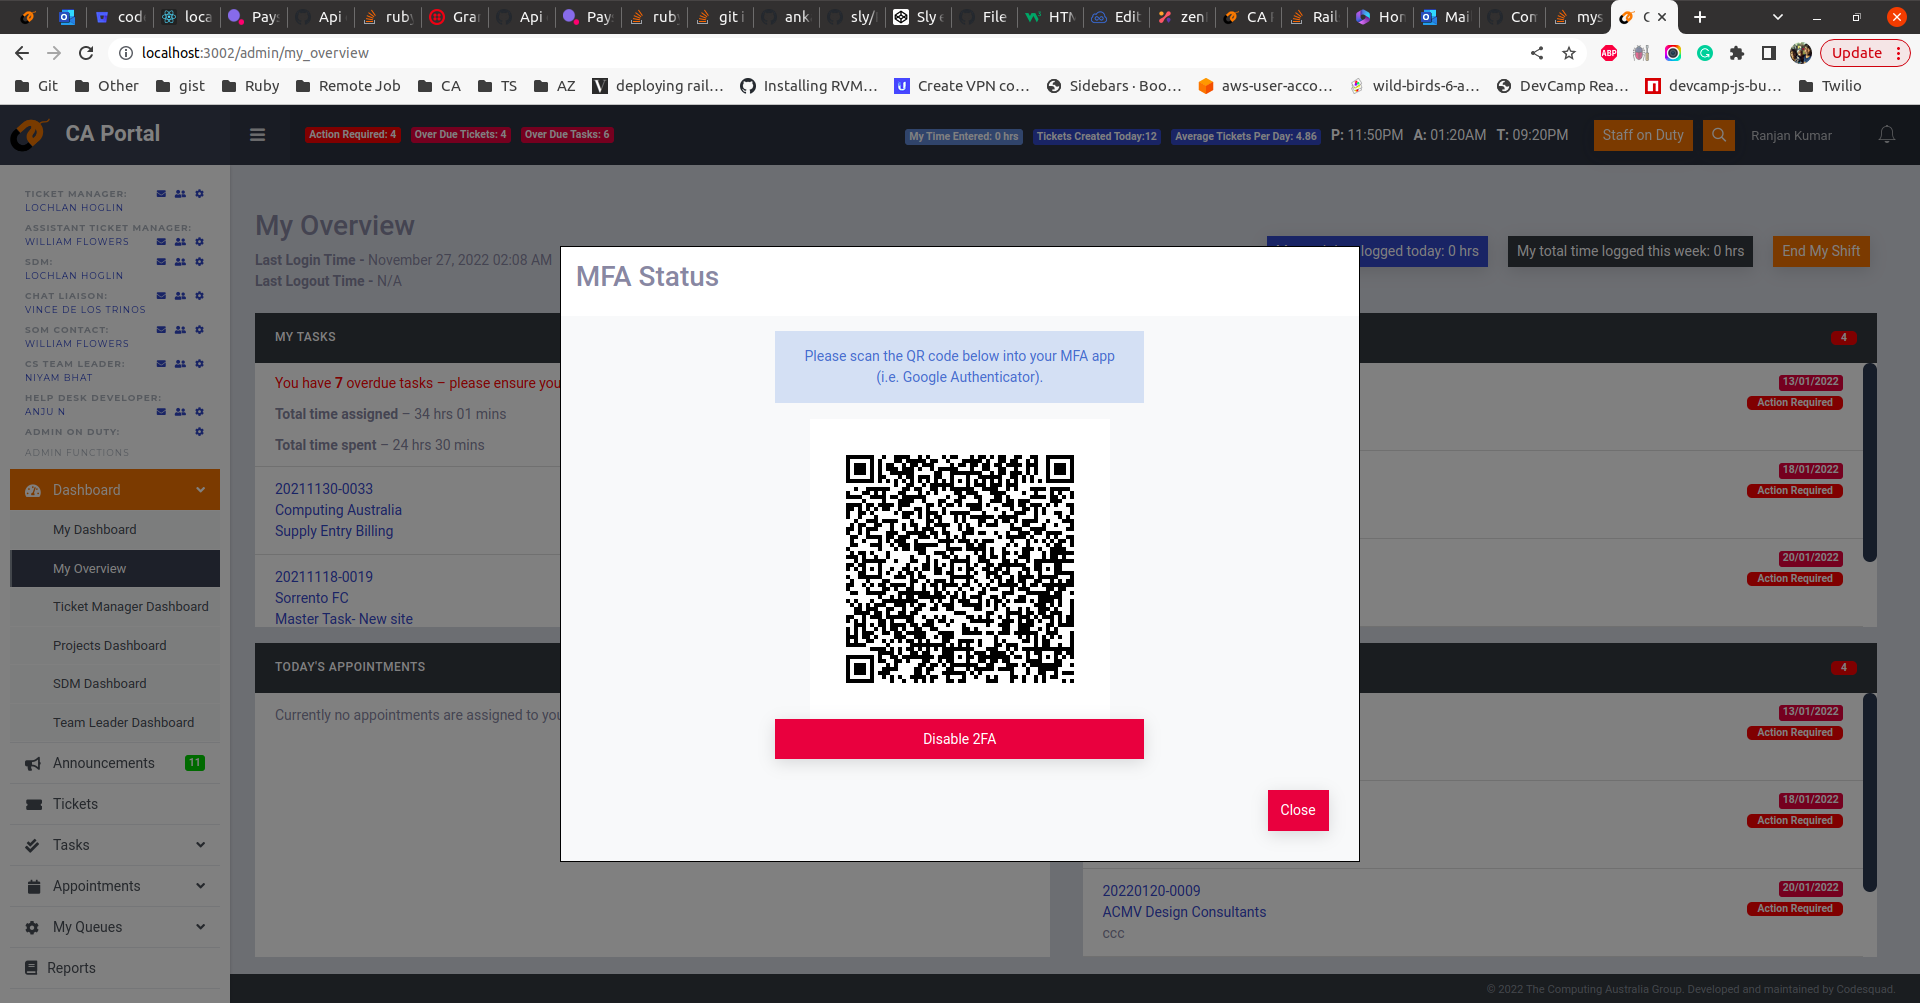 cod
loca
Pay
Api
ruby
Gra
Api
Pay
ruby
git i
ank
sly/
Sly
File
HTM
Edit
zen
CA
Rail
Hor
Mai
Con
mys
localhost:3002/admin/my_overview
ABP
Update
Git
Other
gist
Ruby
Remote Job
CA
TS
AZ
deploying rail...
Installing RVM...
Create VPN co...
Sidebars · Boo...
aws-user-acco...
wild-birds-6-a...
DevCamp Rea...
devcamp-js-bu...
Twilio
CA Portal
Action Required: 4
Over Due Tickets: 4
Over Due Tasks: 6
My Time Entered: 0 hrs
Tickets Created Today:12
Average Tickets Per Day: 4.86
P: 11:50PM A: 01:20AM T: 09:20PM
Staff on Duty
Ranjan Kumar
TICKET MANAGER:
LOCHLAN HOGLIN
ASSISTANT TICKET MANAGER:
WILLIAM FLOWERS
SDM:
LOCHLAN HOGLIN
CHAT LIAISON:
VINCE DE LOS TRINOS
SOM CONTACT:
WILLIAM FLOWERS
CS TEAM LEADER:
NIYAM BHAT
HELP DESK DEVELOPER:
ANJU N
ADMIN ON DUTY:
ADMIN FUNCTIONS
Dashboard
My Dashboard
My Overview
Ticket Manager Dashboard
Projects Dashboard
SDM Dashboard
Team Leader Dashboard
Announcements
11
Tickets
Tasks
Appointments
My Queues
Reports
My Overview
Last Login Time - November 27, 2022 02:08 AM
Last Logout Time - N/A
logged today: 0 hrs
My total time logged this week: 0 hrs
End My Shift
MY TASKS
You have 7 overdue tasks – please ensure you
Total time assigned – 34 hrs 01 mins
Total time spent – 24 hrs 30 mins
20211130-0033
Computing Australia
Supply Entry Billing
20211118-0019
Sorrento FC
Master Task- New site
TODAY'S APPOINTMENTS
Currently no appointments are assigned to you
MFA Status
Please scan the QR code below into your MFA app
(i.e. Google Authenticator).
Disable 2FA
Close
4
13/01/2022
Action Required
18/01/2022
Action Required
20/01/2022
Action Required
4
13/01/2022
Action Required
18/01/2022
Action Required
20220120-0009
ACMV Design Consultants
ccc
20/01/2022
Action Required
© 2022 The Computing Australia Group. Developed and maintained by Codesquad.